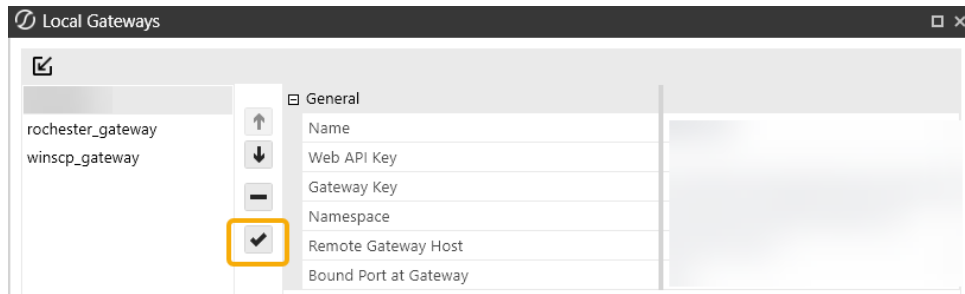 Local Gateways
General
rochester_gateway
winscp_gateway
Name
Web API Key
Gateway Key
Namespace
Remote Gateway Host
Bound Port at Gateway